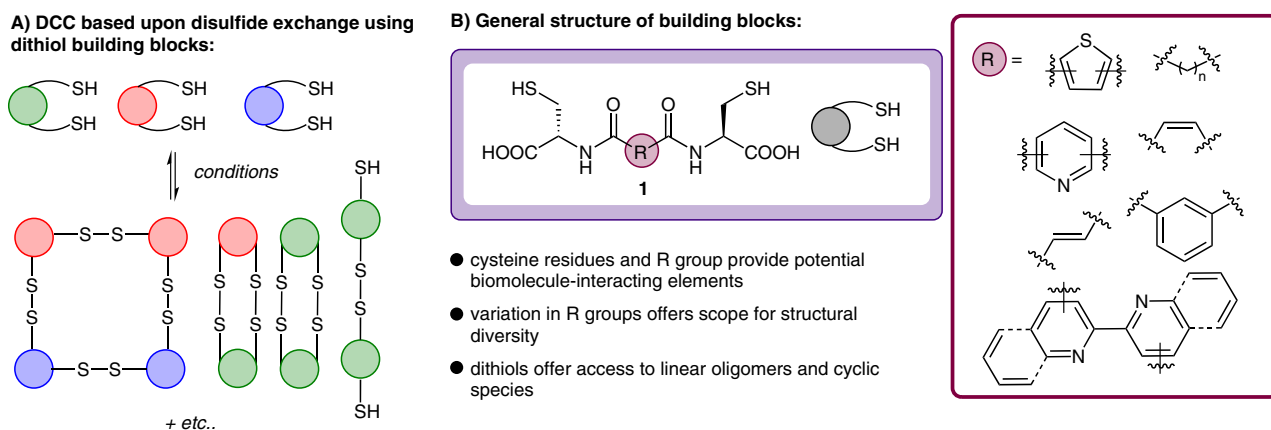 A) DCC based upon disulfide exchange using
dithiol building blocks:
SH
SH
SH
SH
SH
SH
conditions
S
S
S
S
S
S
S
S
S
S
S
S
S
S
SH
S
S
SH
+ etc..
B) General structure of building blocks:
HS
SH
O
O
HOOC
N
H
R
N
H
COOH
1
SH
SH
● cysteine residues and R group provide potential
biomolecule-interacting elements
● variation in R groups offers scope for structural
diversity
● dithiols offer access to linear oligomers and cyclic
species
R =
S
n
N
N
N